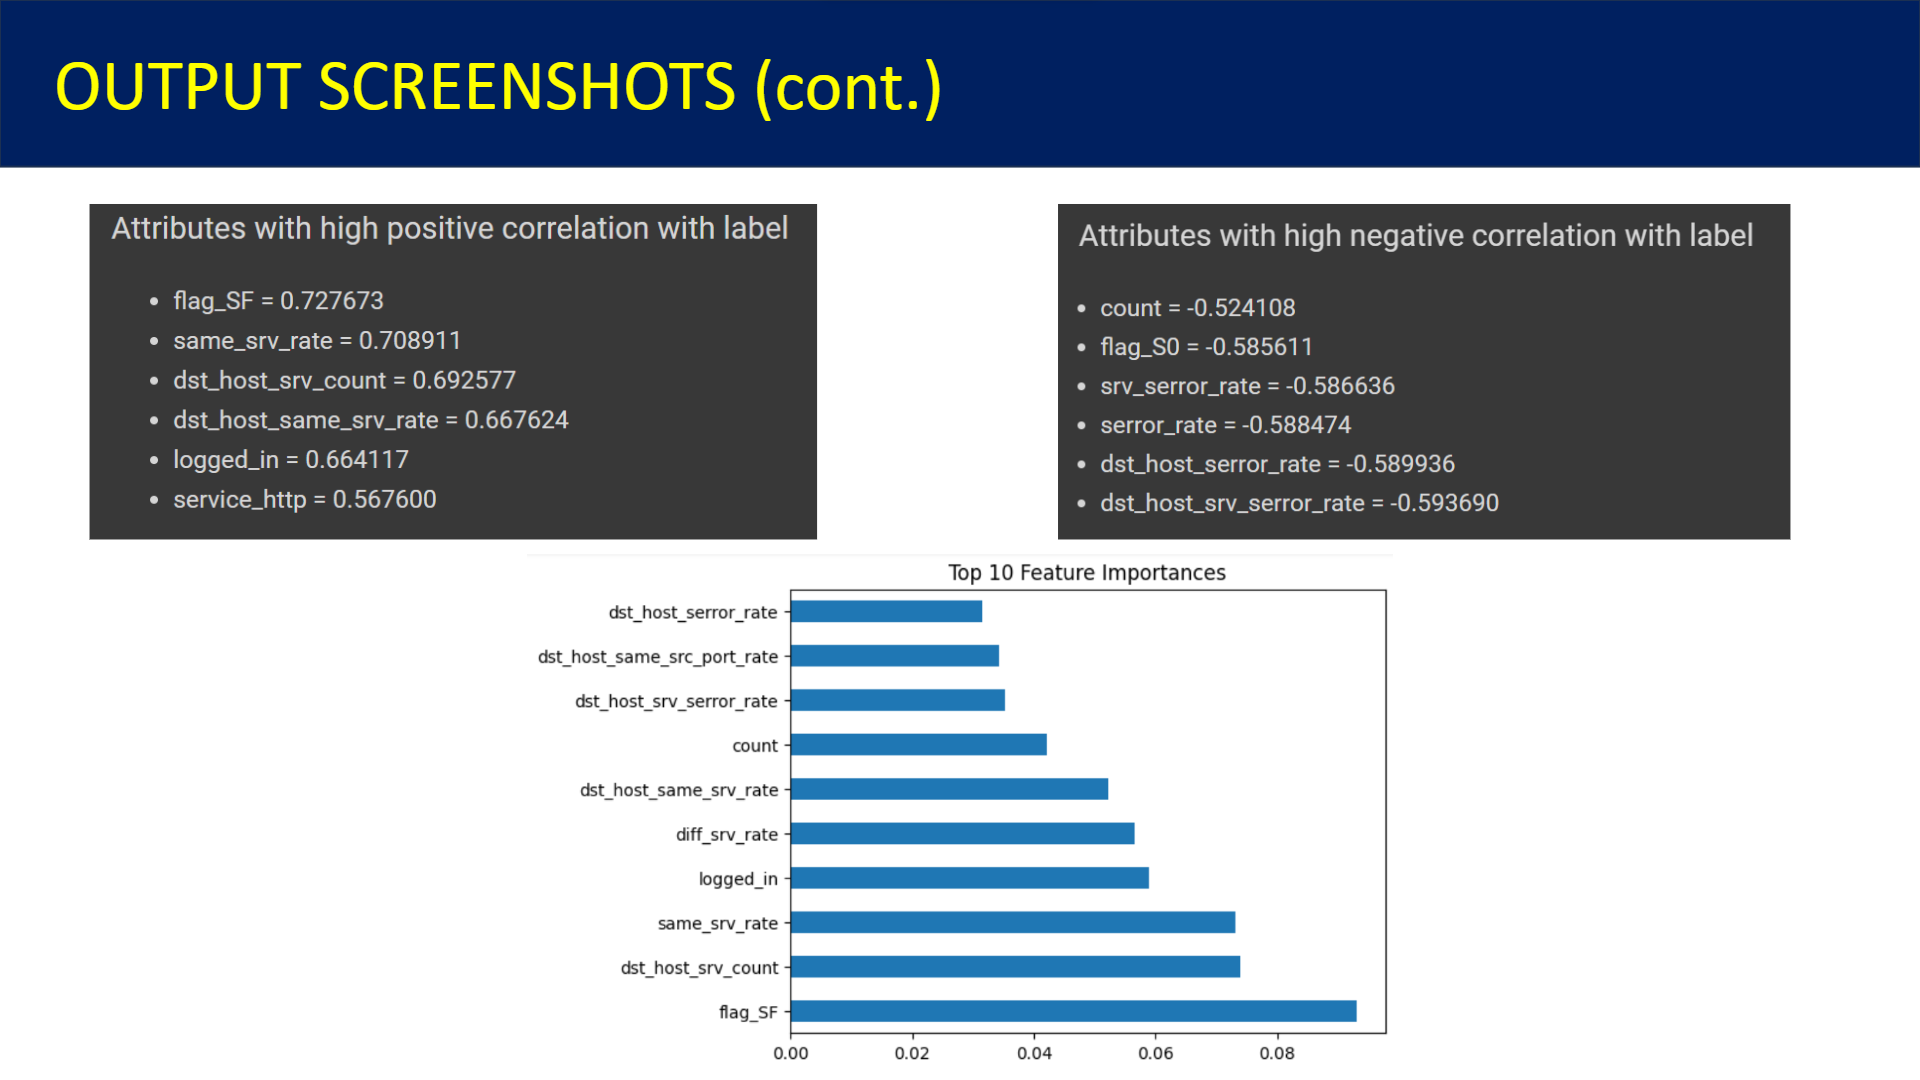 OUTPUT SCREENSHOTS (cont.)
Attributes with high positive correlation with label
• flag_SF = 0.727673
• same_srv_rate = 0.708911
• dst_host_srv_count = 0.692577
• dst_host_same_srv_rate = 0.667624
• logged_in = 0.664117
• service_http = 0.567600
Attributes with high negative correlation with label
• count = -0.524108
• flag_S0 = -0.585611
• srv_serror_rate = -0.586636
• serror_rate = -0.588474
• dst_host_serror_rate = -0.589936
• dst_host_srv_serror_rate = -0.593690
Top 10 Feature Importances
dst_host_serror_rate
dst_host_same_src_port_rate
dst_host_srv_serror_rate
count
dst_host_same_srv_rate
diff_srv_rate
logged_in
same_srv_rate
dst_host_srv_count
flag_SF
0.00 0.02 0.04 0.06 0.08